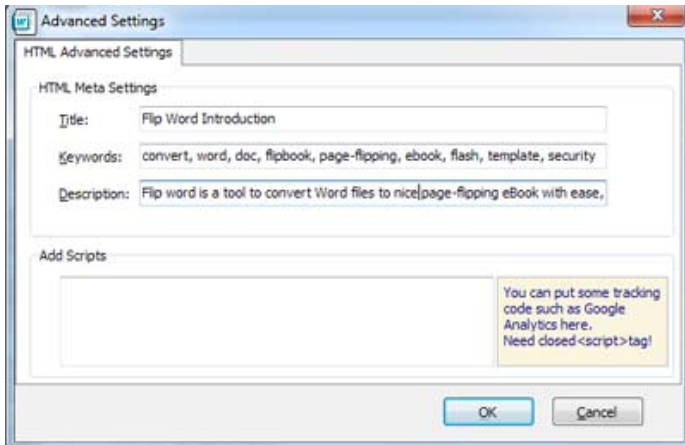 Advanced Settings
HTML Advanced Settings
HTML Meta Settings
Title: Flip Word Introduction
Keywords: convert, word, doc, flipbook, page-flipping, ebook, flash, template, security
Description: Flip word is a tool to convert Word files to nice page-flipping eBook with ease,
Add Scripts
You can put some tracking
code such as Google
Analytics here.
Need closed<script>tag!
OK Cancel